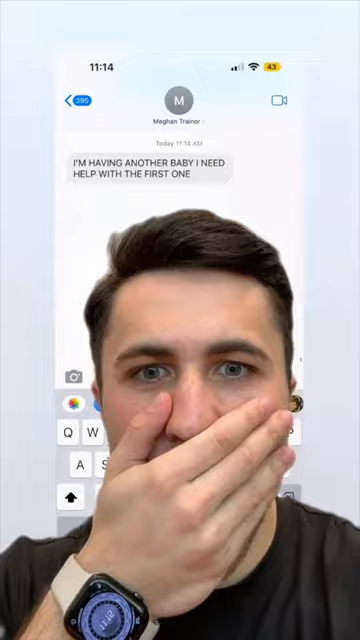 11:14
43
395
M
Meghan Trainor
Today 11:14 AM
I'M HAVING ANOTHER BABY I NEED
HELP WITH THE FIRST ONE
Q W
P
A S